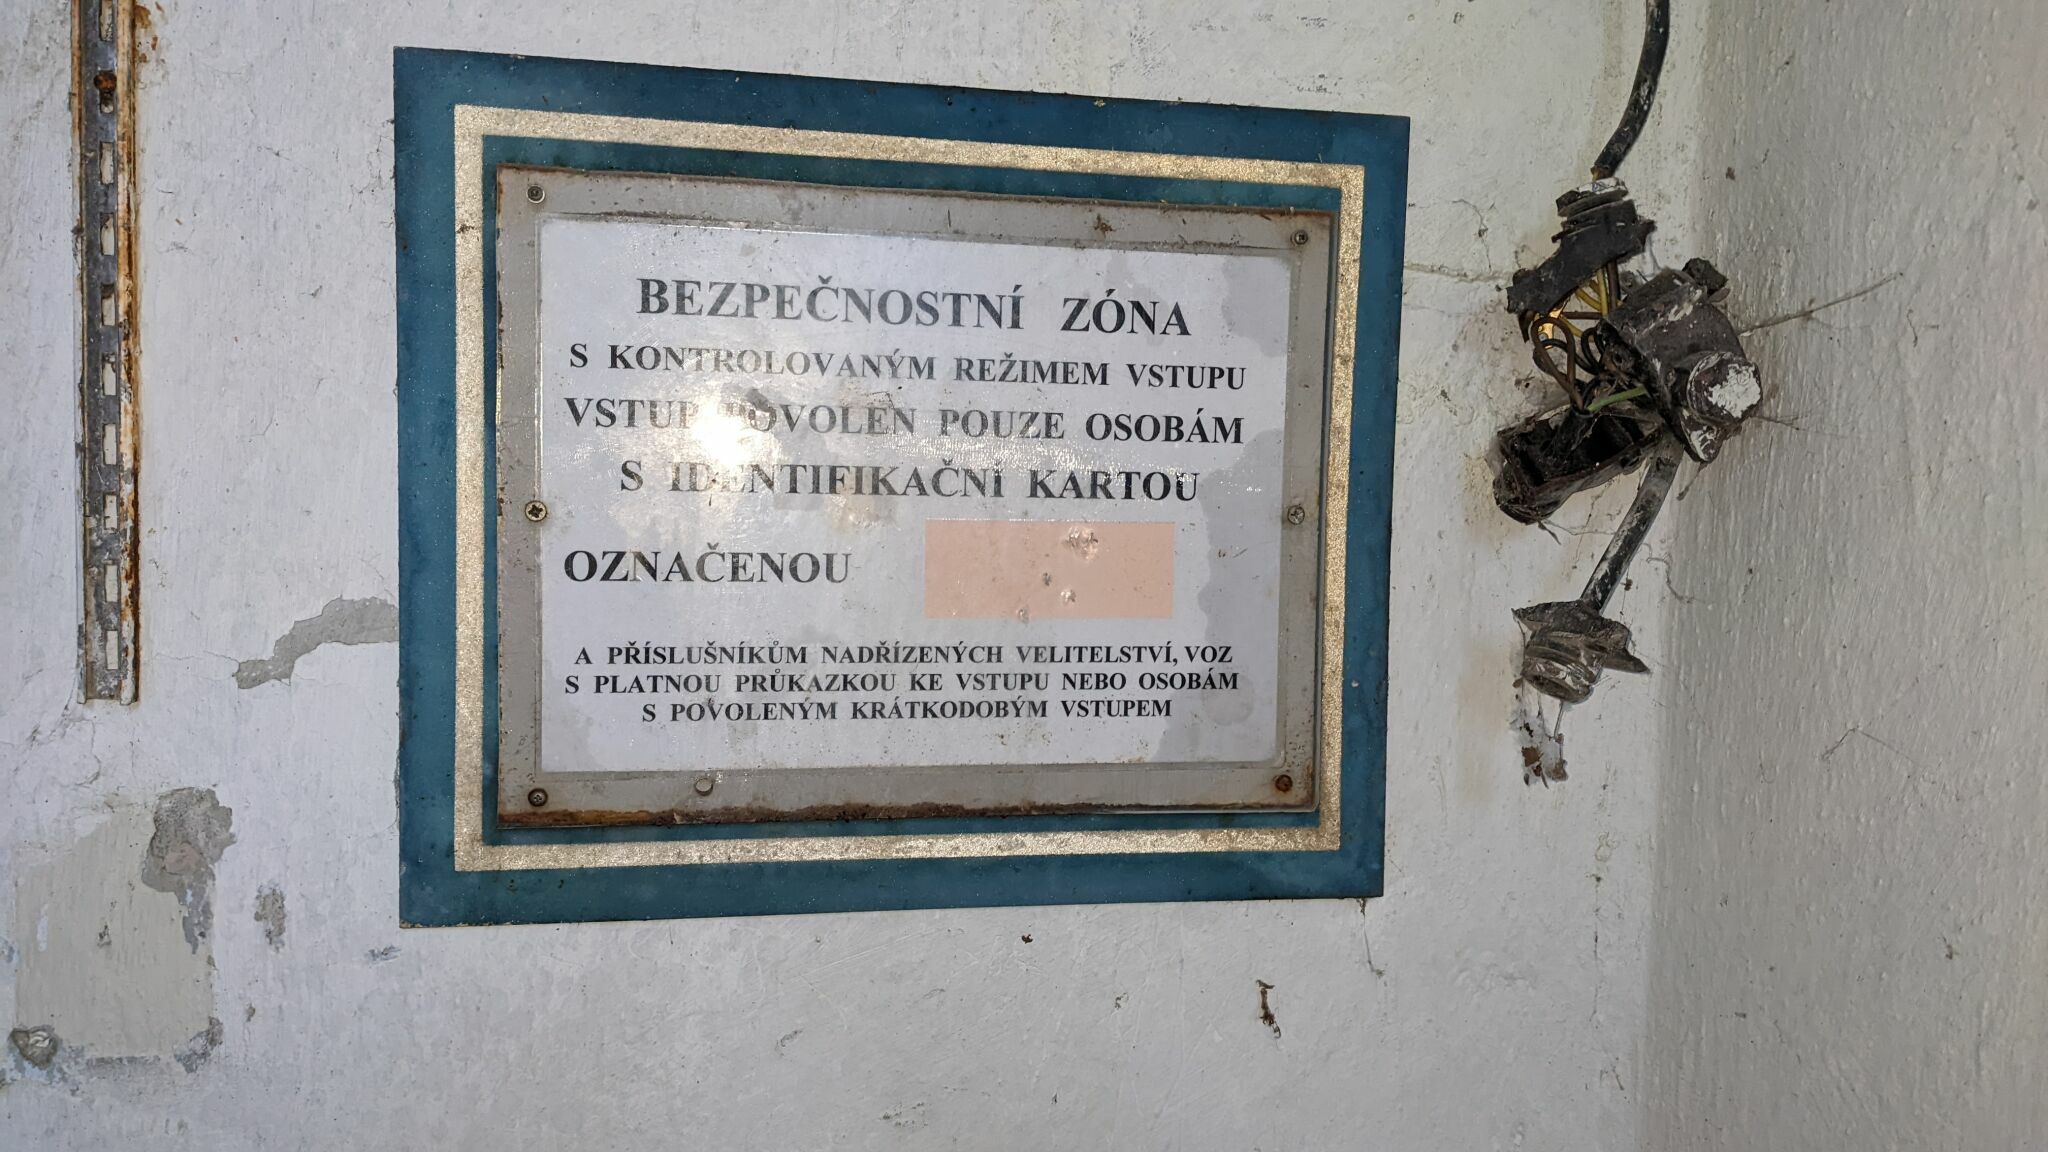 BEZPEČNOSTNÍ ZÓNA
S KONTROLOVANÝM REŽIMEM VSTUPU
VSTUP POVOLEN POUZE OSOBÁM
S IDENTIFIKAČNÍ KARTOU
OZNAČENOU
A PŘÍSLUŠNÍKŮM NADŘÍZENÝCH VELITELSTVÍ, VOZ
S PLATNOU PRŮKAZKOU KE VSTUPU NEBO OSOBÁM
S POVOLENÝM KRÁTKODOBÝM VSTUPEM